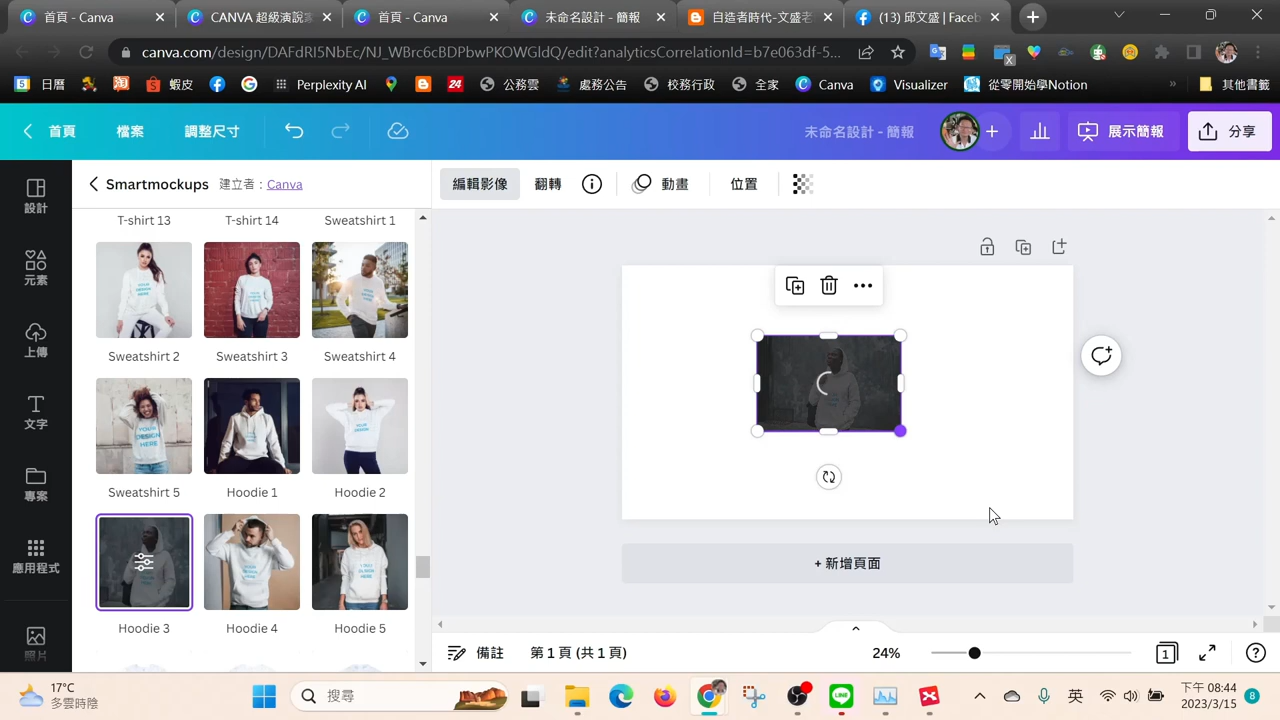 首頁 - Canva
CANVA 超級演說家
首頁 - Canva
未命名設計 - 簡報
自造者時代-文盛老
(13) 邱文盛 | Faceb
canva.com/design/DAFdRI5NbEc/NJ_WBrc6cBDPbwPKOWGldQ/edit?analyticsCorrelationId=b7e063df-5...
日曆
蝦皮
Perplexity AI
24
公務雲
處務公告
校務行政
全家
Canva
Visualizer
從零開始學Notion
»
其他書籤
首頁
檔案
調整尺寸
未命名設計 - 簡報
展示簡報
分享
設計
元素
上傳
文字
專案
應用程式
照片
Smartmockups
建立者：Canva
T-shirt 13
T-shirt 14
Sweatshirt 1
Sweatshirt 2
Sweatshirt 3
Sweatshirt 4
YOUR
DESIGN
HERE
Sweatshirt 5
Hoodie 1
Hoodie 2
Hoodie 3
Hoodie 4
Hoodie 5
編輯影像
翻轉
動畫
位置
+ 新增頁面
備註
第 1 頁 (共 1 頁)
24%
1
17°C
多雲時陰
搜尋
英
下午 08:44
2023/3/15
8